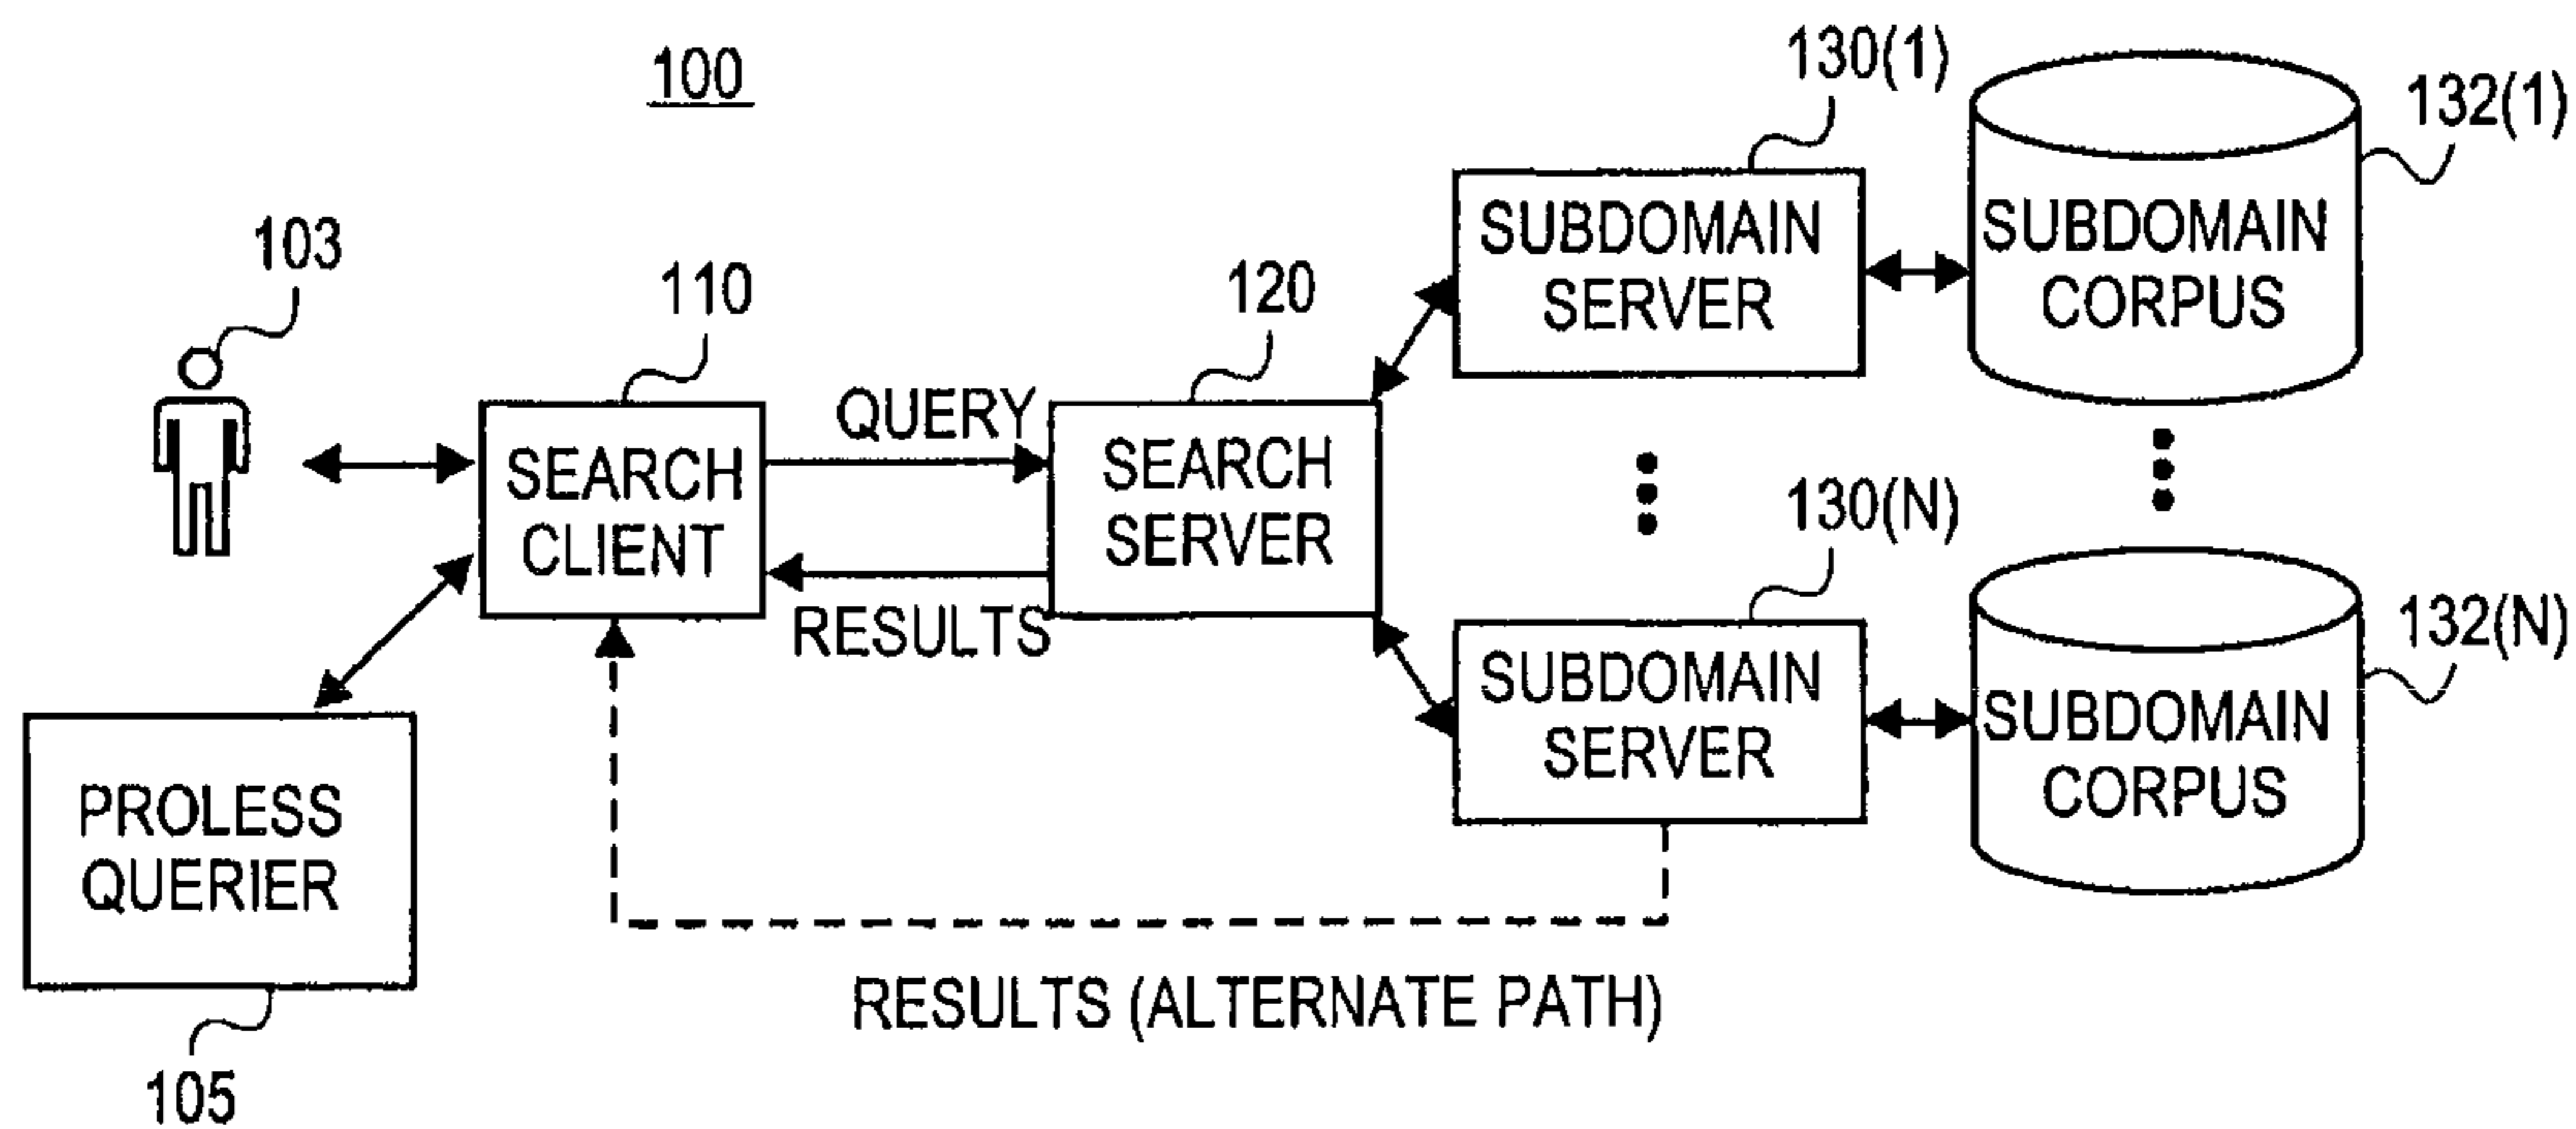 100
130(1)
132(1)
SUBDOMAIN
SERVER
SUBDOMAIN
CORPUS
103
110
120
QUERY
SEARCH
CLIENT
SEARCH
SERVER
RESULTS
130(N)
132(N)
SUBDOMAIN
SERVER
SUBDOMAIN
CORPUS
PROLESS
QUERIER
RESULTS (ALTERNATE PATH)
105